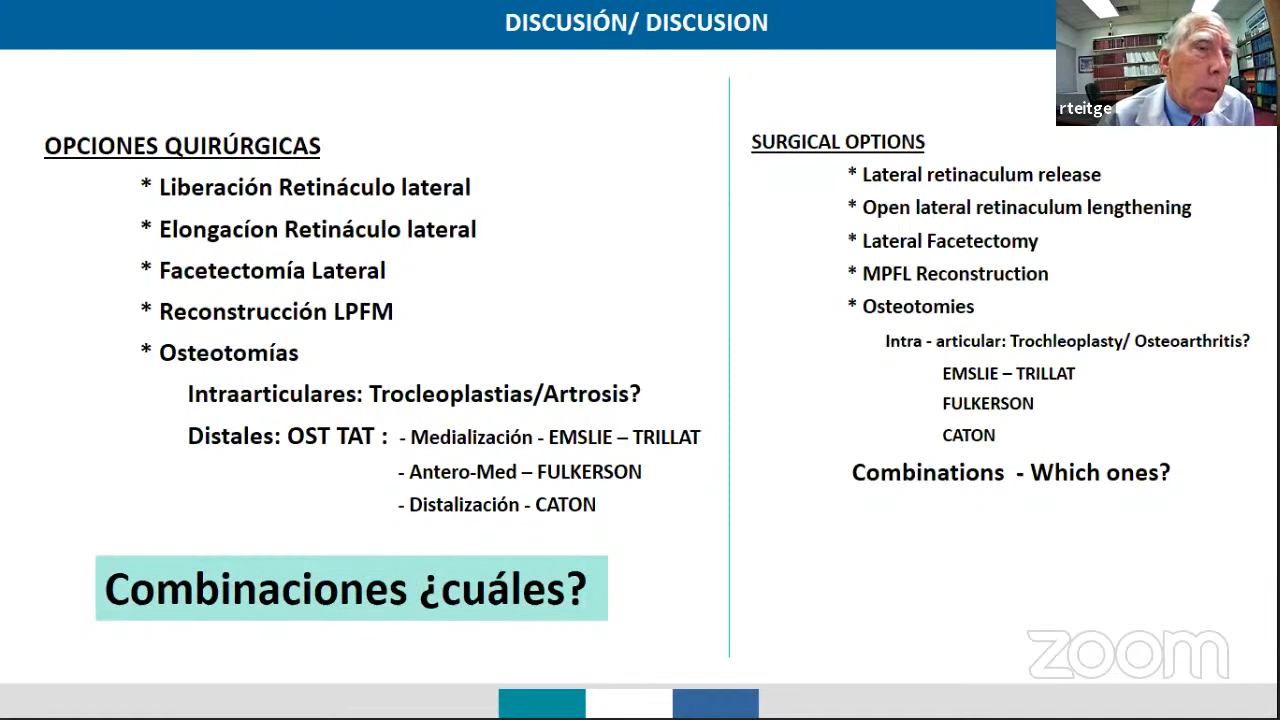 DISCUSIÓN/ DISCUSION
rteitge
OPCIONES QUIRÚRGICAS
* Liberación Retináculo lateral
* Elongacíon Retináculo lateral
* Facetectomía Lateral
* Reconstrucción LPFM
* Osteotomías
Intraarticulares: Trocleoplastias/Artrosis?
Distales: OST TAT : - Medialización - EMSLIE – TRILLAT
- Antero-Med – FULKERSON
- Distalización - CATON
Combinaciones ¿cuáles?
SURGICAL OPTIONS
* Lateral retinaculum release
* Open lateral retinaculum lengthening
* Lateral Facetectomy
* MPFL Reconstruction
* Osteotomies
Intra - articular: Trochleoplasty/ Osteoarthritis?
EMSLIE – TRILLAT
FULKERSON
CATON
Combinations - Which ones?
zoom